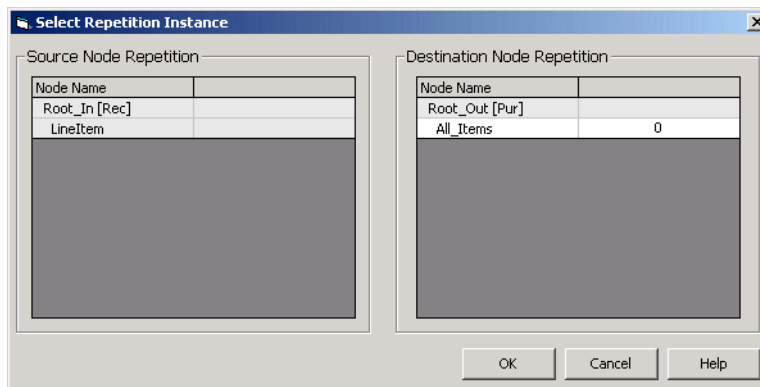 Select Repetition Instance
Source Node Repetition
Node Name
Root_In [Rec]
LineItem
Destination Node Repetition
Node Name
Root_Out [Pur]
All_Items 0
OK Cancel Help